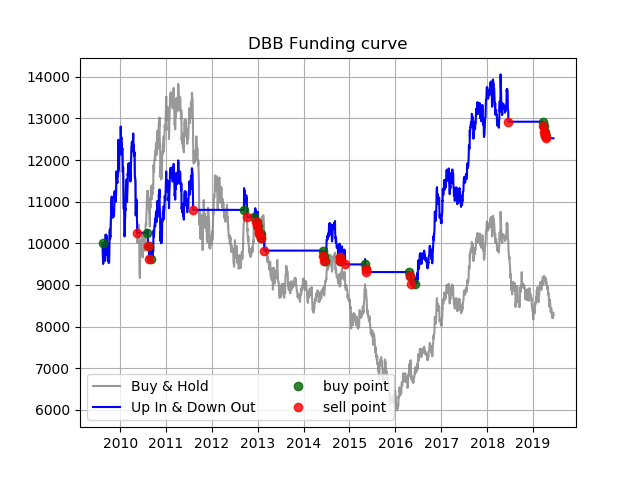 DBB Funding curve
14000
13000
12000
11000
10000
9000
8000
7000
6000
Buy & Hold
Up In & Down Out
buy point
sell point
2010 2011 2012 2013 2014 2015 2016 2017 2018 2019